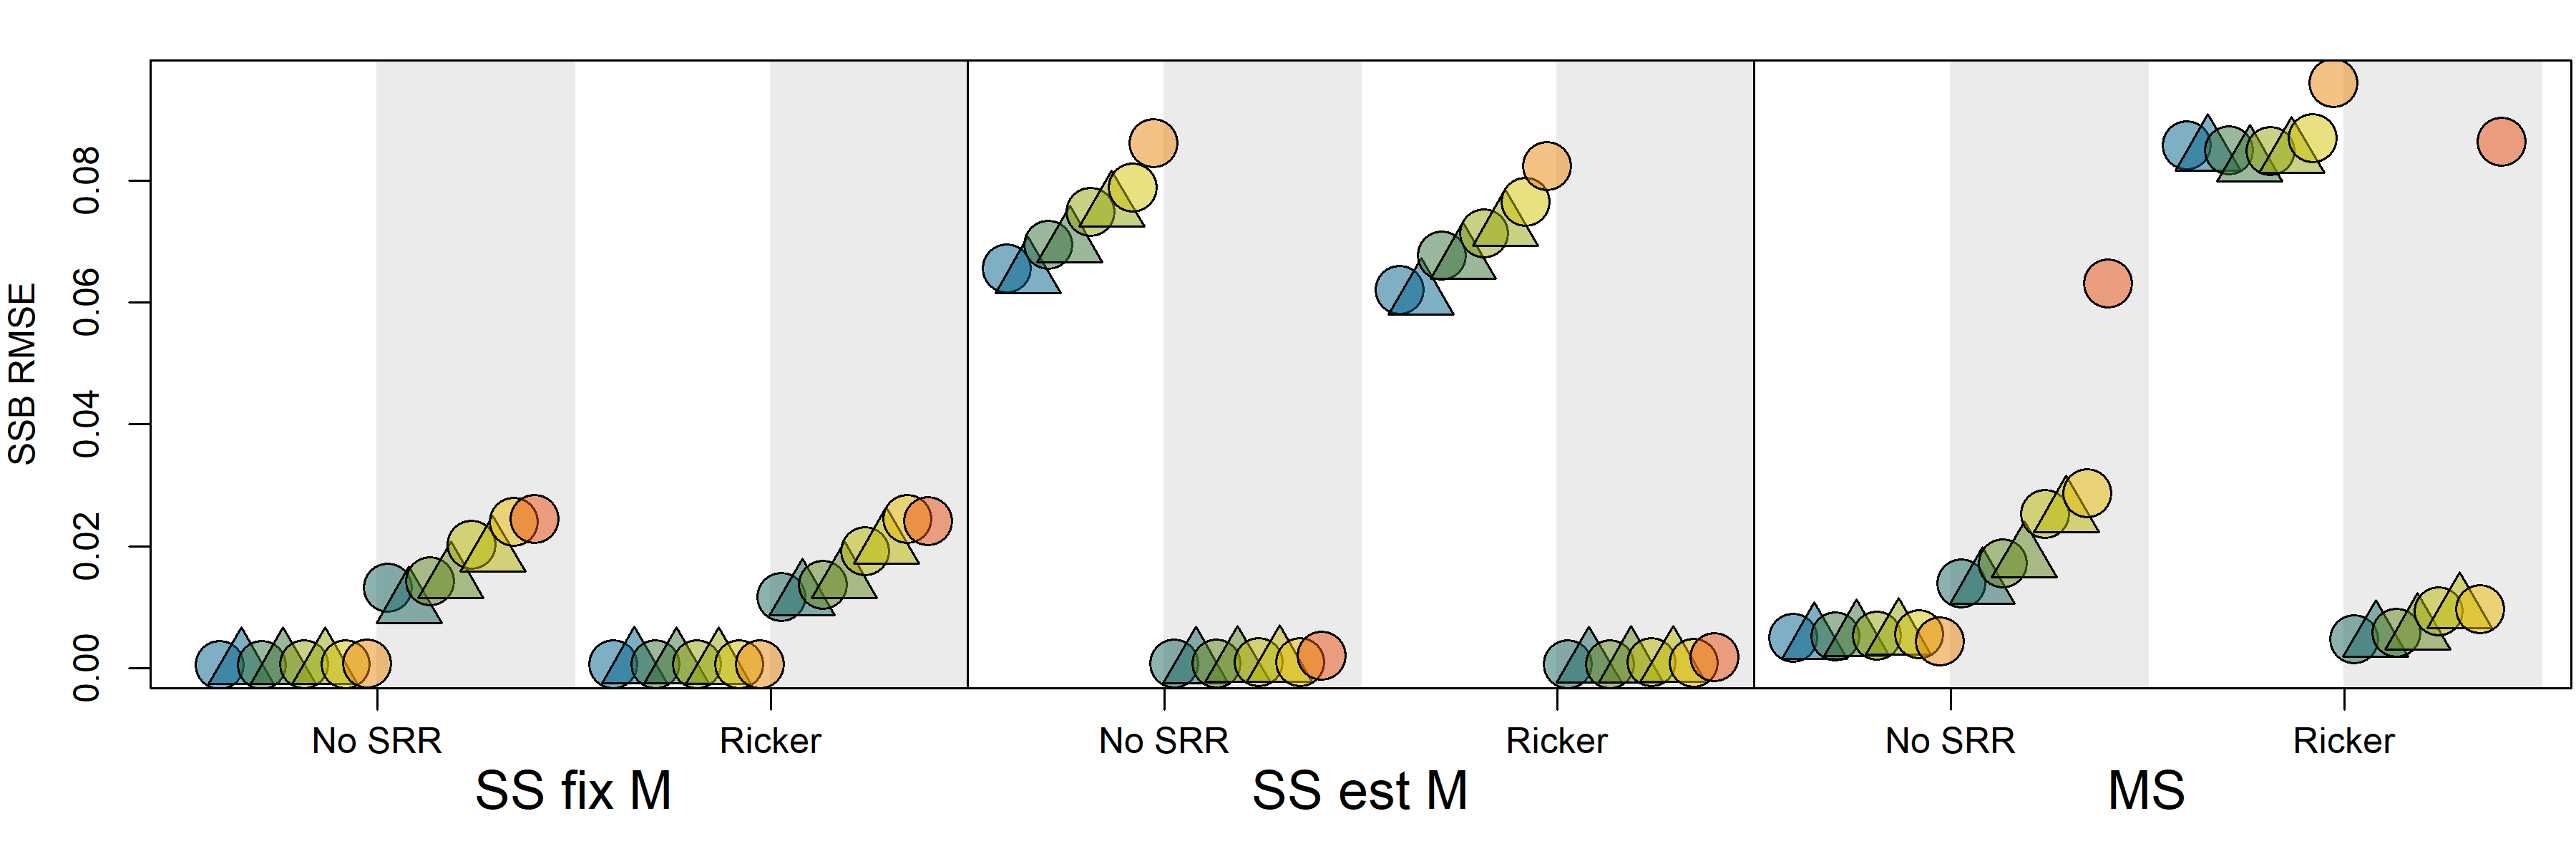 SSB RMSE
0.08
0.06
0.04
0.02
0.00
No SRR Ricker No SRR Ricker No SRR Ricker
SS fix M SS est M MS